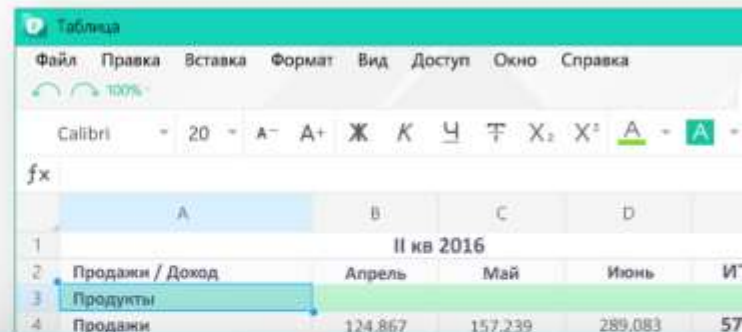 Таблица
Файл Правка Вставка Формат Вид Доступ Окно Справка
100%
Calibri 20 A− A+ Ж К Ч Т X₂ X² A A
fx
A B C D
1 II кв 2016
2 Продажи / Доход Апрель Май Июнь
3 Продукты
4 Продажи 124,867 157,239 289,083 57